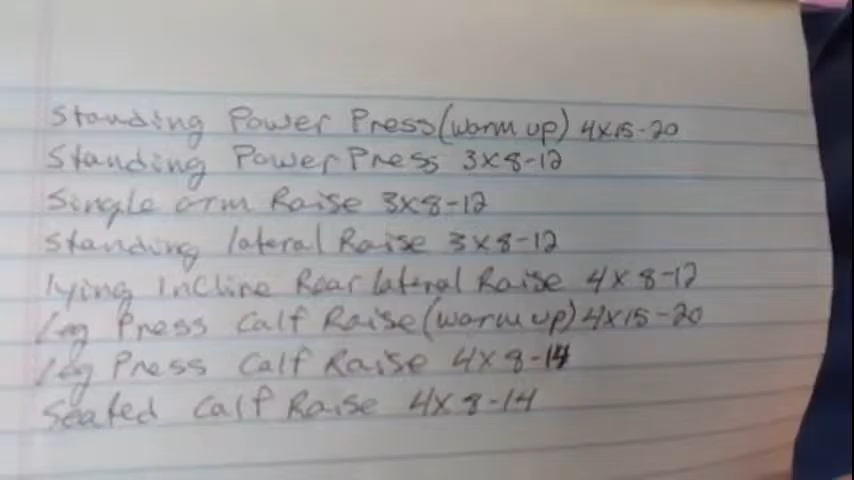 Standing Power Press (warm up) 4x15-20
Standing Power Press 3x8-12
Single arm Raise 3x8-12
Standing lateral Raise 3x8-12
lying incline Rear lateral Raise 4x8-12
Leg Press Calf Raise (warm up) 4x15-20
leg Press Calf Raise 4x8-14
Seated Calf Raise 4x8-14